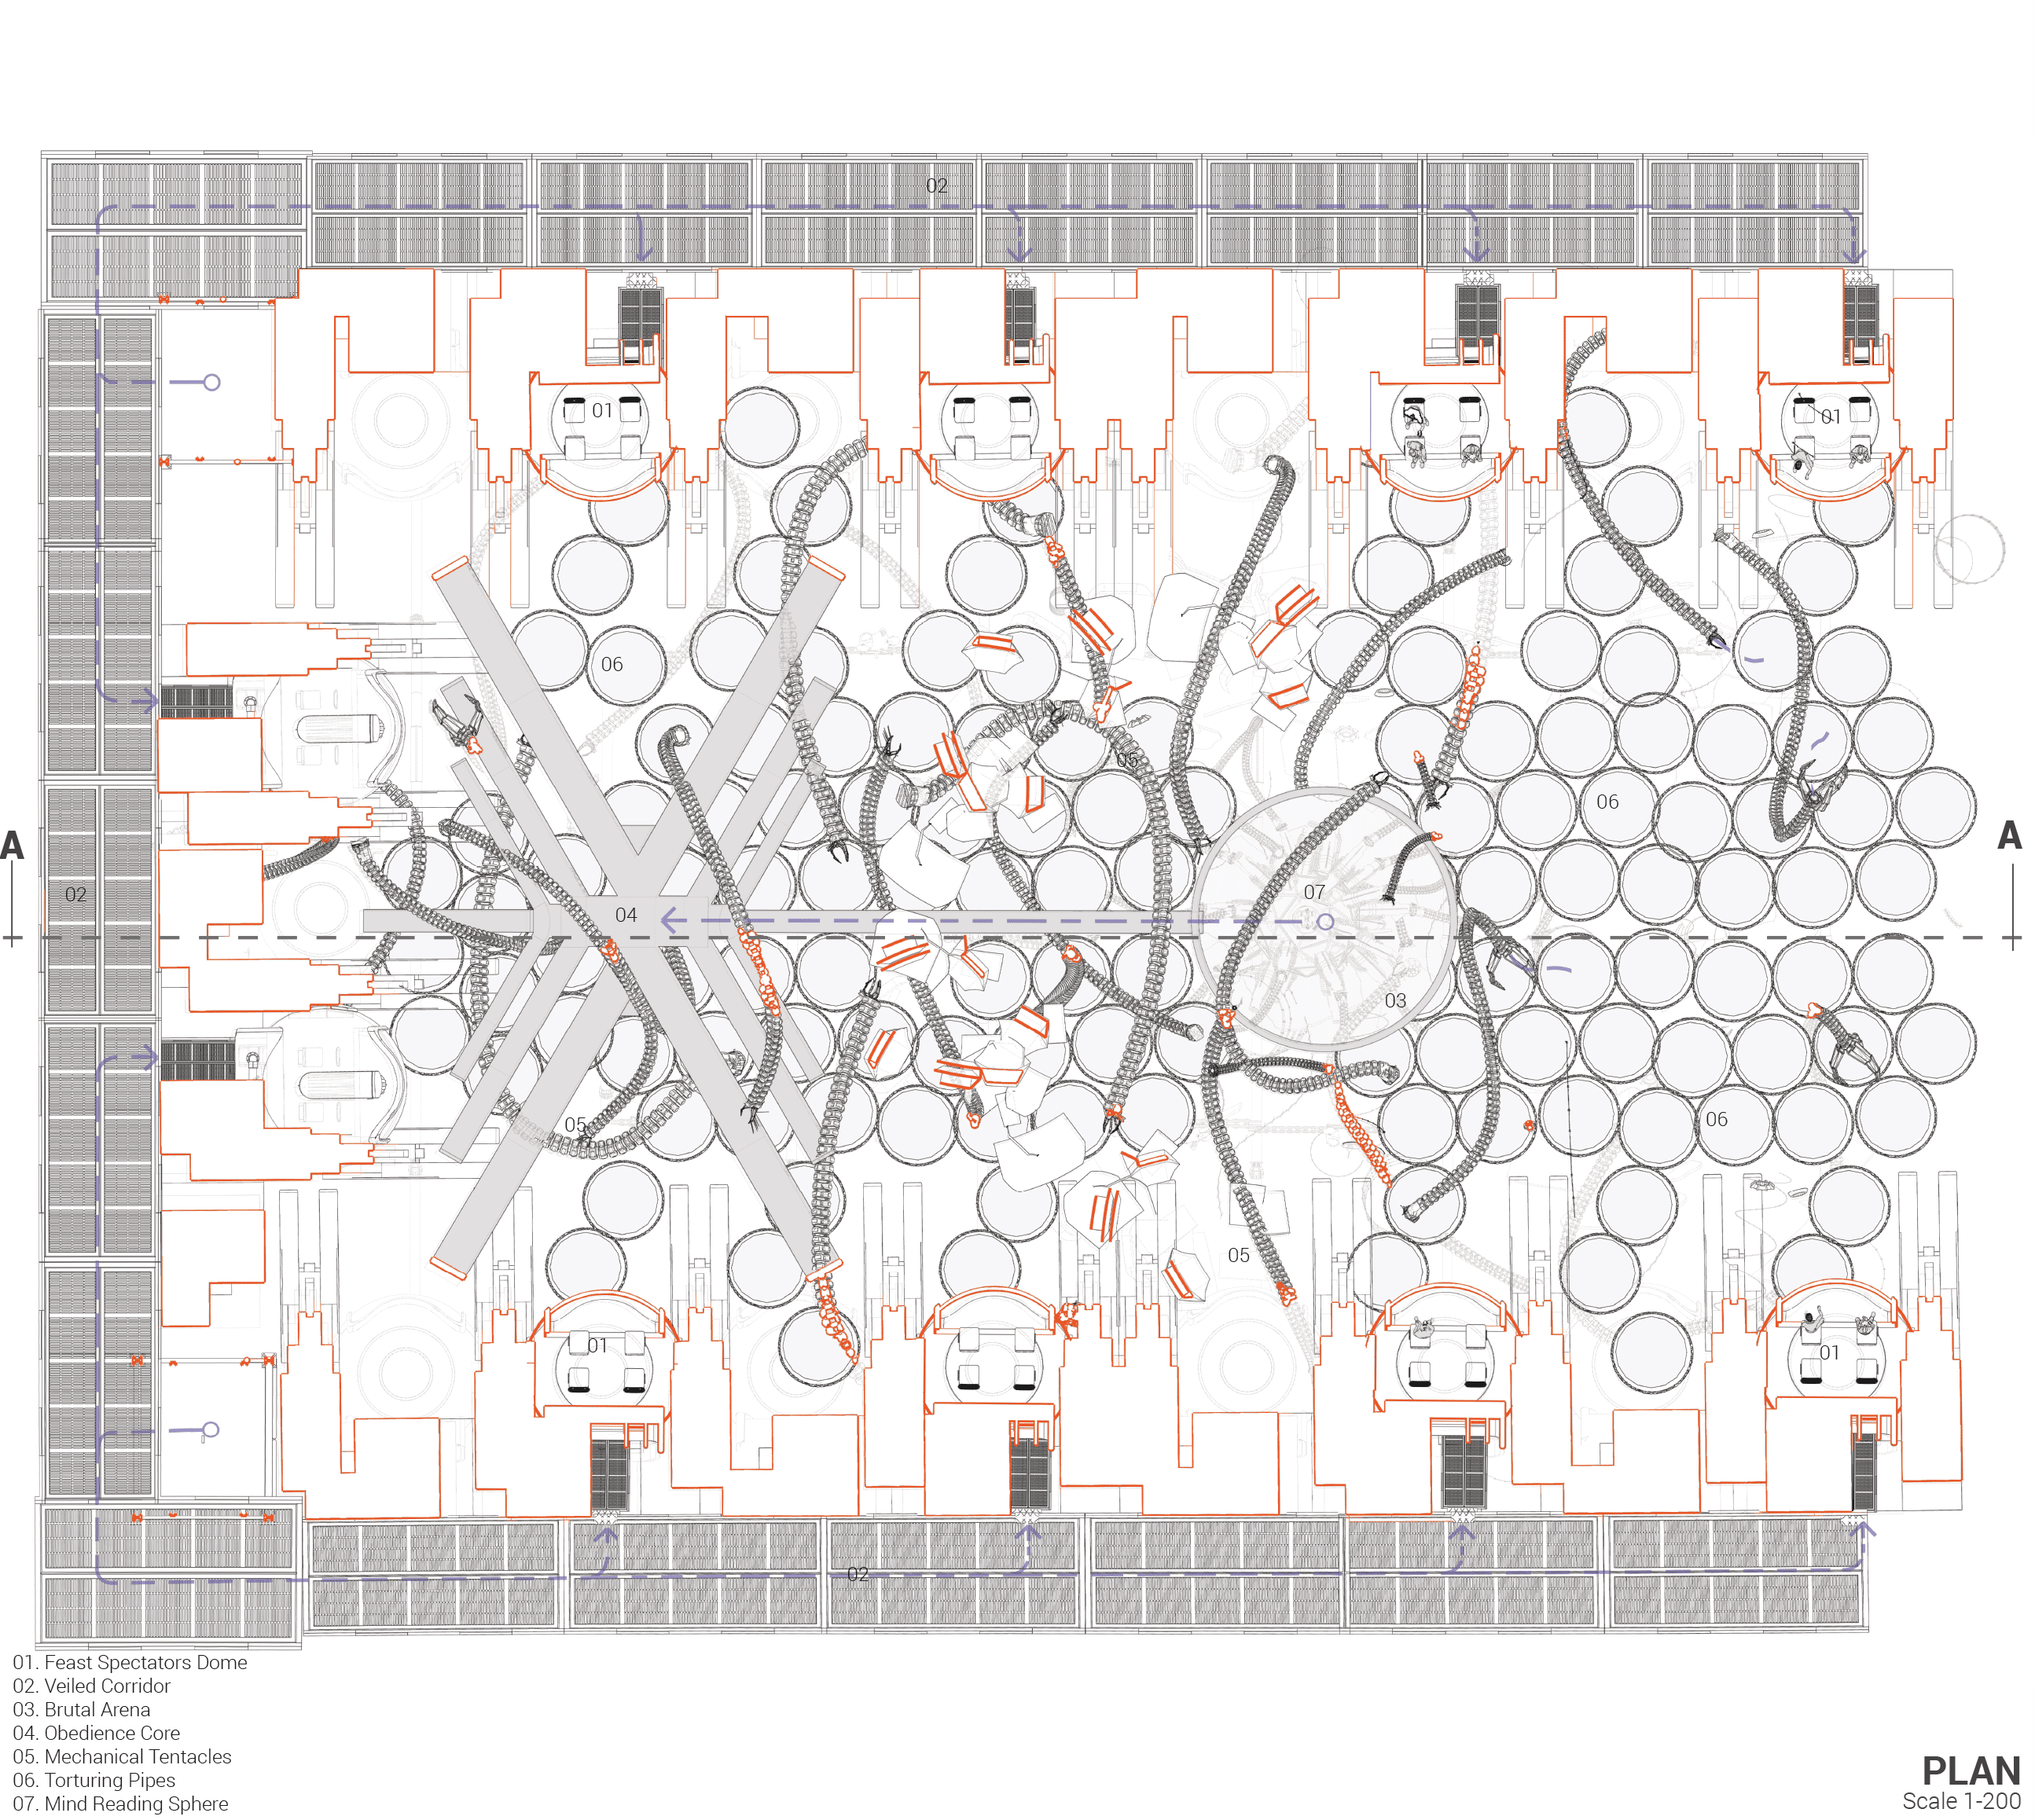 02
01
01
06
05
06
A
A
02
07
04
03
06
05
05
01
01
02
01. Feast Spectators Dome
02. Veiled Corridor
03. Brutal Arena
04. Obedience Core
05. Mechanical Tentacles
06. Torturing Pipes
07. Mind Reading Sphere
PLAN
Scale 1-200